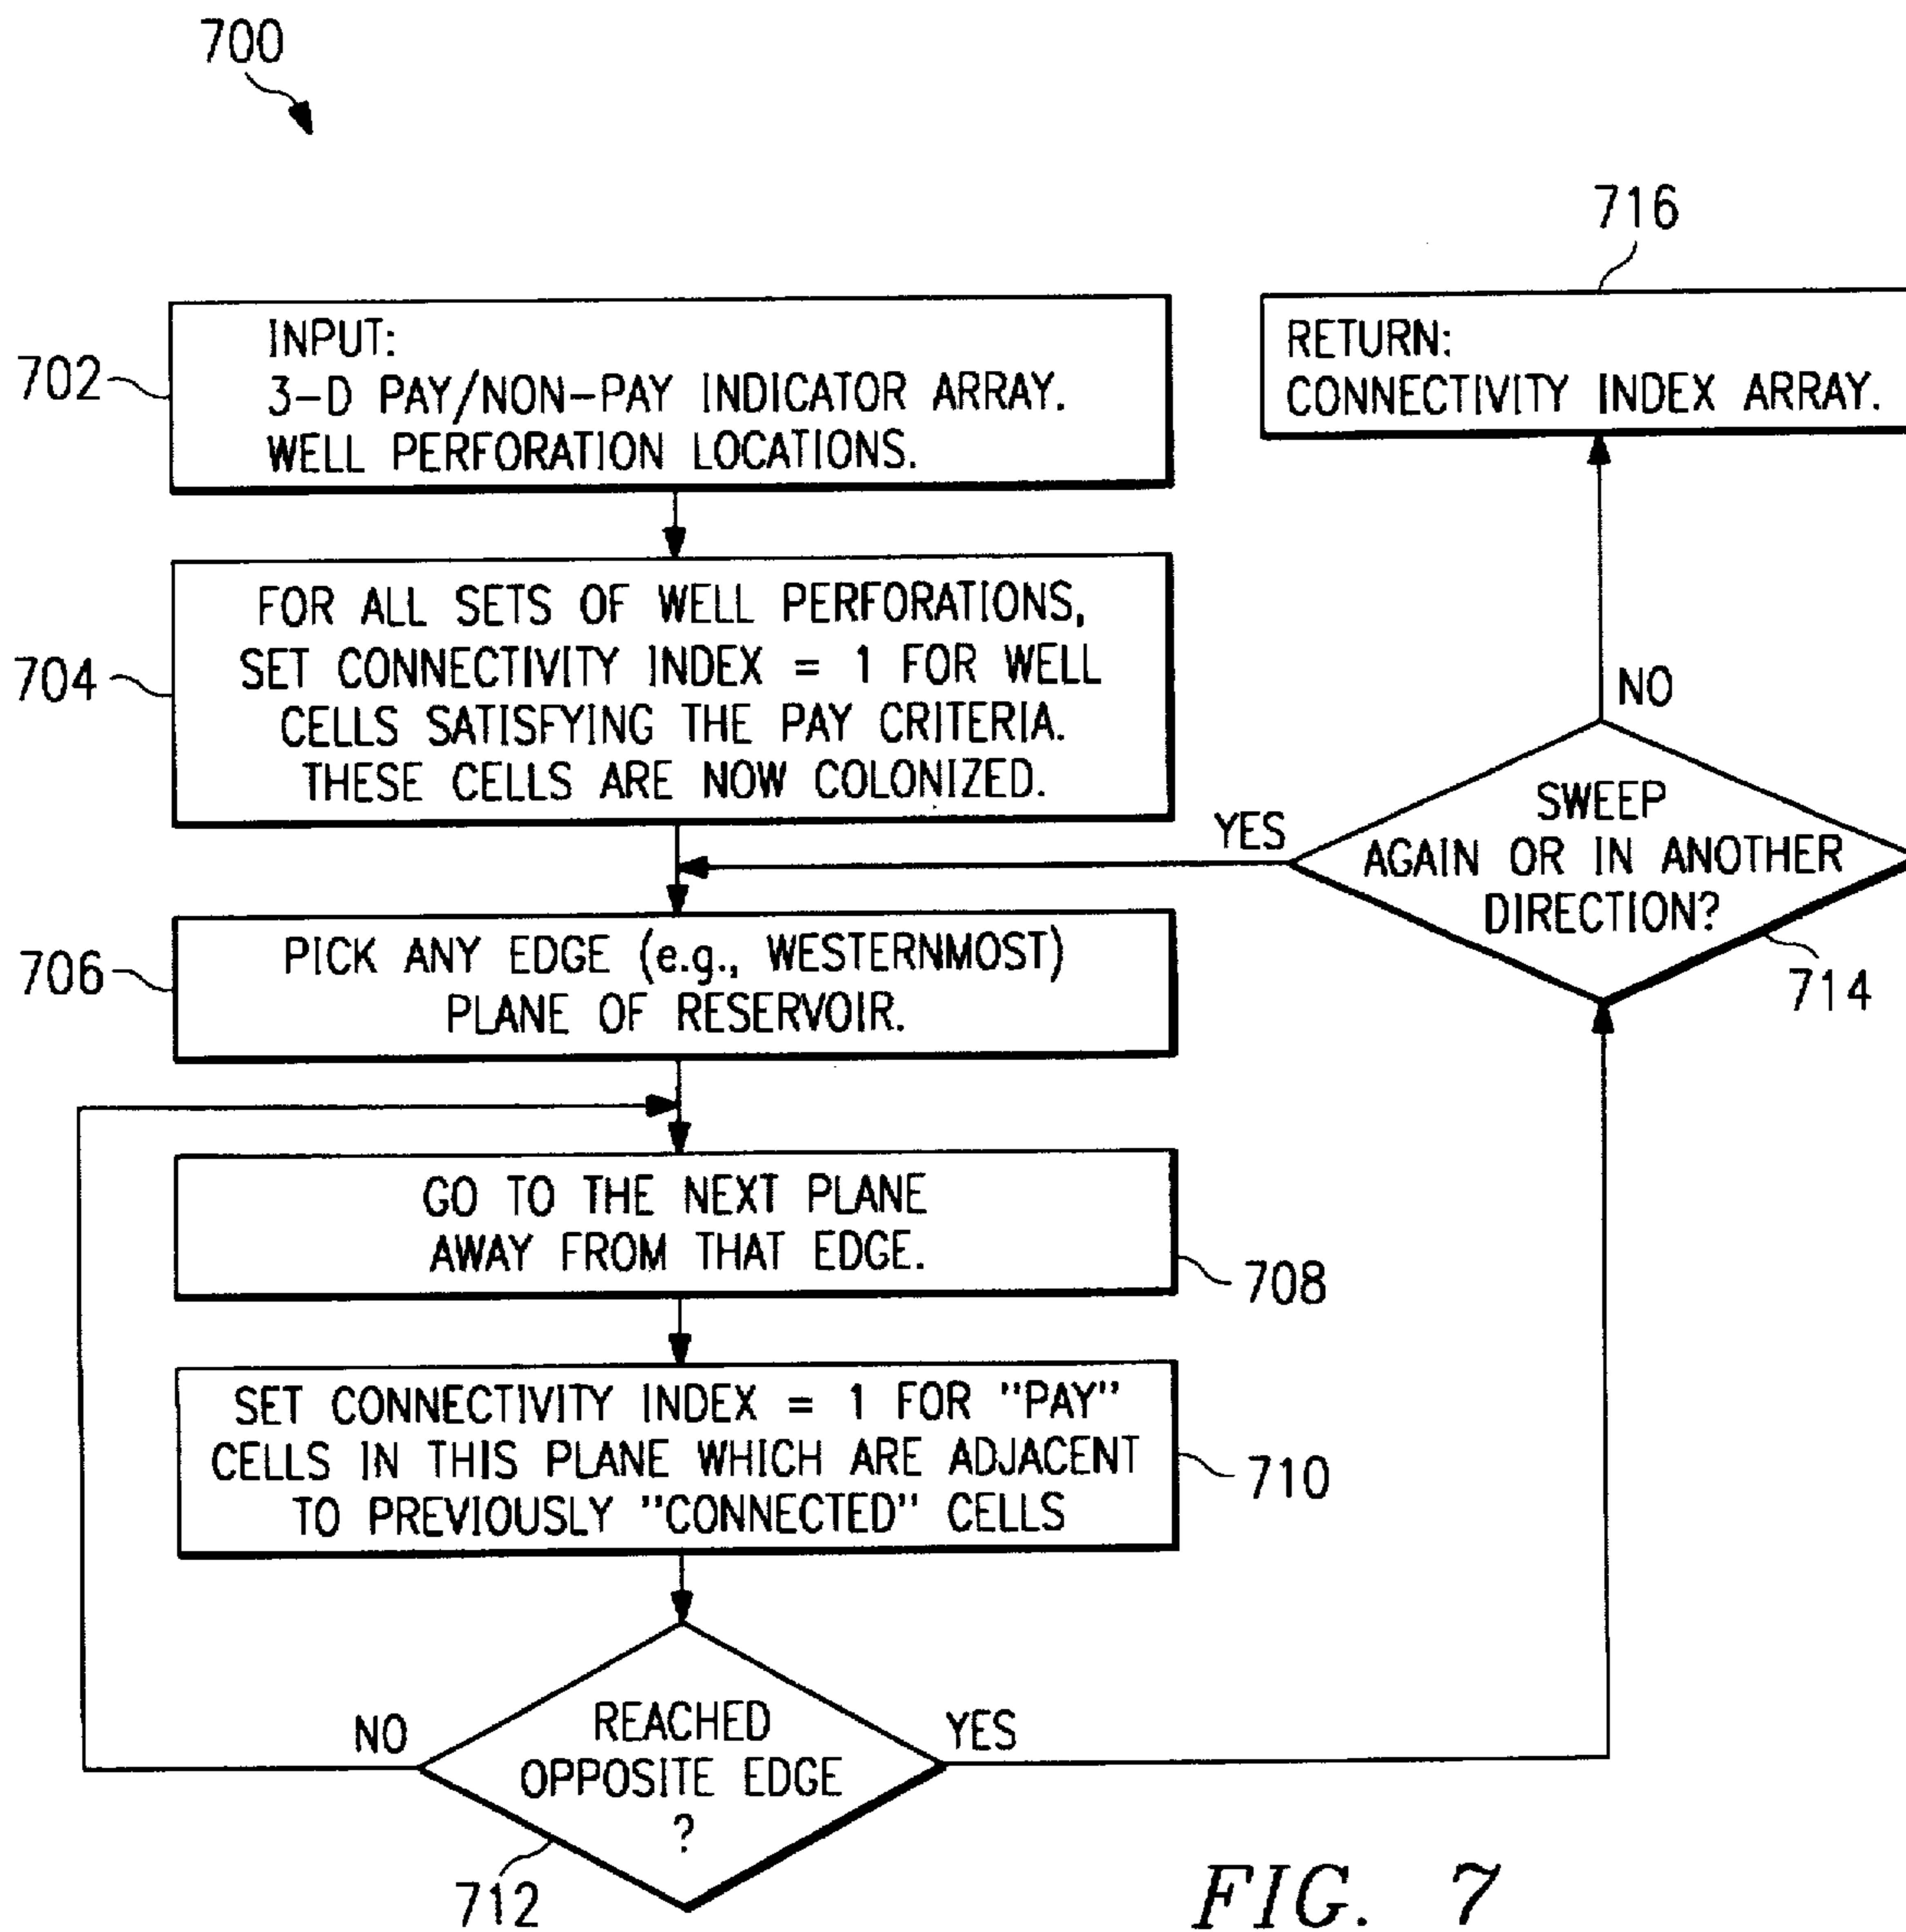 700
702
INPUT:
3-D PAY/NON-PAY INDICATOR ARRAY.
WELL PERFORATION LOCATIONS.
704
FOR ALL SETS OF WELL PERFORATIONS,
SET CONNECTIVITY INDEX = 1 FOR WELL
CELLS SATISFYING THE PAY CRITERIA.
THESE CELLS ARE NOW COLONIZED.
706
PICK ANY EDGE (e.g., WESTERNMOST)
PLANE OF RESERVOIR.
GO TO THE NEXT PLANE
AWAY FROM THAT EDGE.
708
SET CONNECTIVITY INDEX = 1 FOR "PAY"
CELLS IN THIS PLANE WHICH ARE ADJACENT
TO PREVIOUSLY "CONNECTED" CELLS
710
NO
REACHED
OPPOSITE EDGE
?
YES
712
716
RETURN:
CONNECTIVITY INDEX ARRAY.
NO
YES
SWEEP
AGAIN OR IN ANOTHER
DIRECTION?
714
FIG. 7